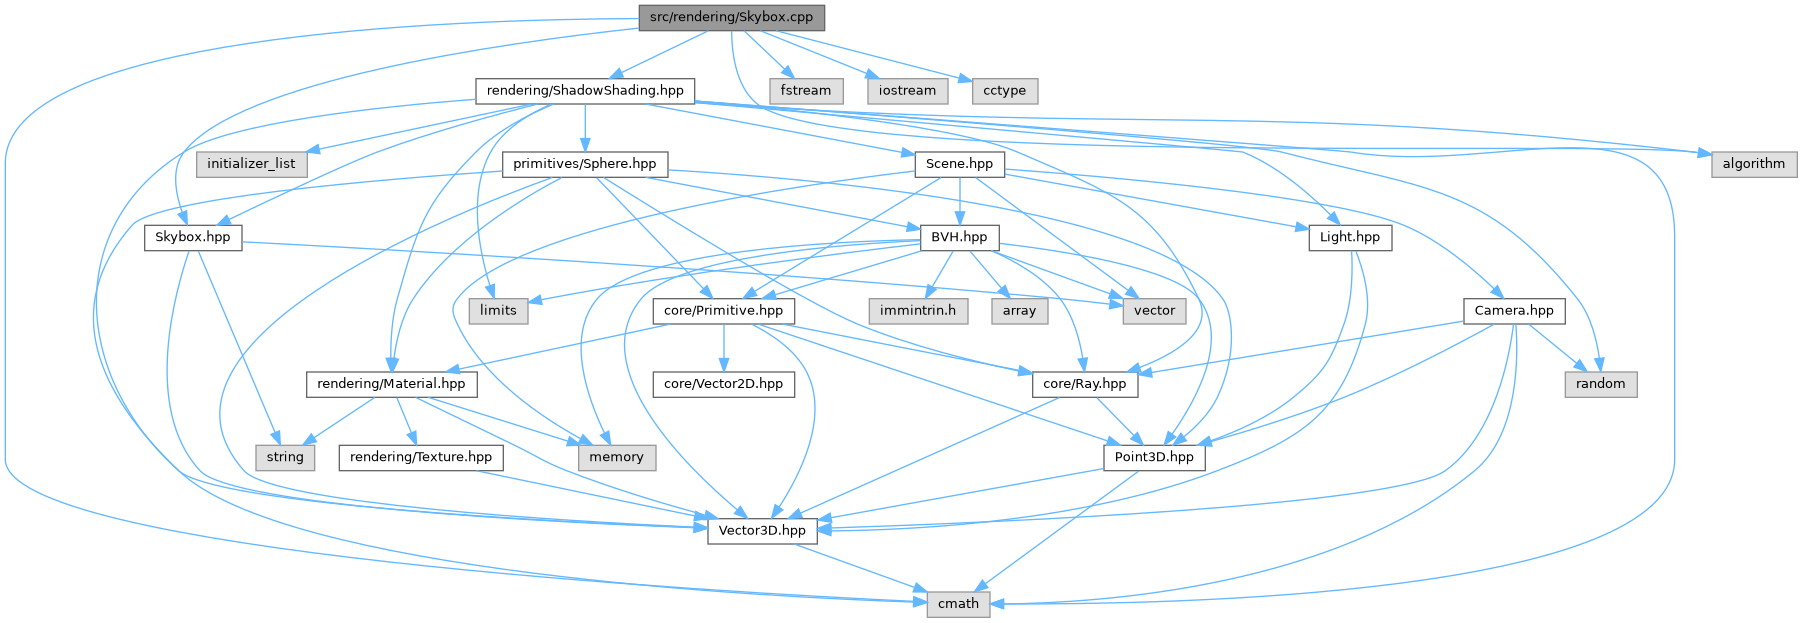 src/rendering/Skybox.cpp
rendering/ShadowShading.hpp
fstream
iostream
cctype
initializer_list
primitives/Sphere.hpp
Scene.hpp
algorithm
Skybox.hpp
BVH.hpp
Light.hpp
limits
core/Primitive.hpp
immintrin.h
array
vector
Camera.hpp
rendering/Material.hpp
core/Vector2D.hpp
core/Ray.hpp
random
string
rendering/Texture.hpp
memory
Point3D.hpp
Vector3D.hpp
cmath